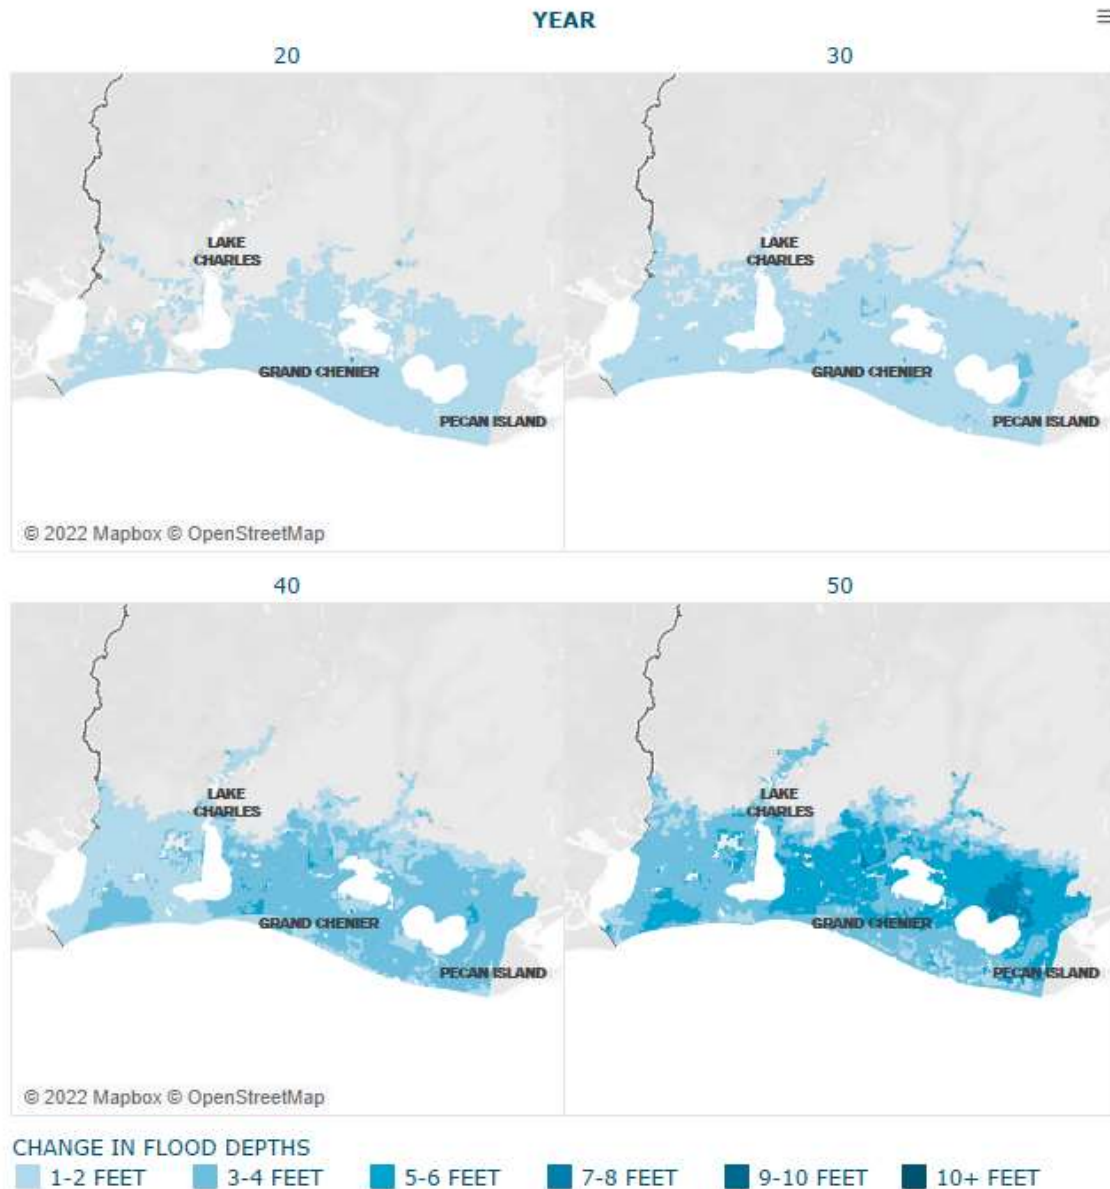 YEAR
20
30
LAKE
CHARLES
GRAND CHENIER
PECAN ISLAND
© 2022 Mapbox © OpenStreetMap
LAKE
CHARLES
GRAND CHENIER
PECAN ISLAND
40
50
LAKE
CHARLES
GRAND CHENIER
PECAN ISLAND
© 2022 Mapbox © OpenStreetMap
LAKE
CHARLES
GRAND CHENIER
PECAN ISLAND
CHANGE IN FLOOD DEPTHS
1-2 FEET 3-4 FEET 5-6 FEET 7-8 FEET 9-10 FEET 10+ FEET